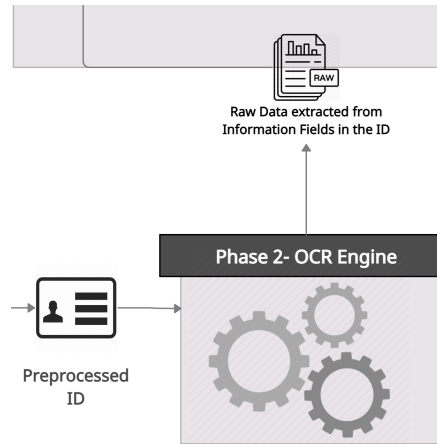 RAW
Raw Data extracted from
Information Fields in the ID
Phase 2- OCR Engine
Preprocessed
ID